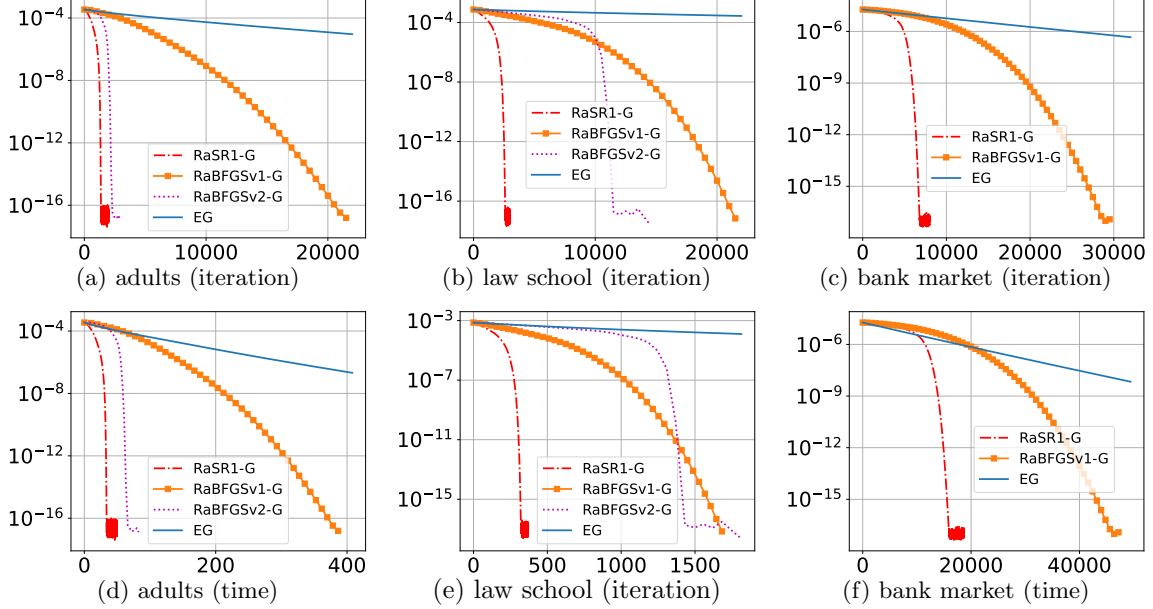 10⁻⁴
10⁻⁸
10⁻¹²
10⁻¹⁶
RaSR1-G
RaBFGSv1-G
RaBFGSv2-G
EG
0 10000 20000
(a) adults (iteration)
10⁻⁴
10⁻⁸
10⁻¹²
10⁻¹⁶
RaSR1-G
RaBFGSv1-G
RaBFGSv2-G
EG
0 10000 20000
(b) law school (iteration)
10⁻⁶
10⁻⁹
10⁻¹²
10⁻¹⁵
RaSR1-G
RaBFGSv1-G
EG
0 10000 20000 30000
(c) bank market (iteration)
10⁻⁴
10⁻⁸
10⁻¹²
10⁻¹⁶
RaSR1-G
RaBFGSv1-G
RaBFGSv2-G
EG
0 200 400
(d) adults (time)
10⁻³
10⁻⁷
10⁻¹¹
10⁻¹⁵
RaSR1-G
RaBFGSv1-G
RaBFGSv2-G
EG
0 500 1000 1500
(e) law school (iteration)
10⁻⁶
10⁻⁹
10⁻¹²
10⁻¹⁵
RaSR1-G
RaBFGSv1-G
EG
0 20000 40000
(f) bank market (time)